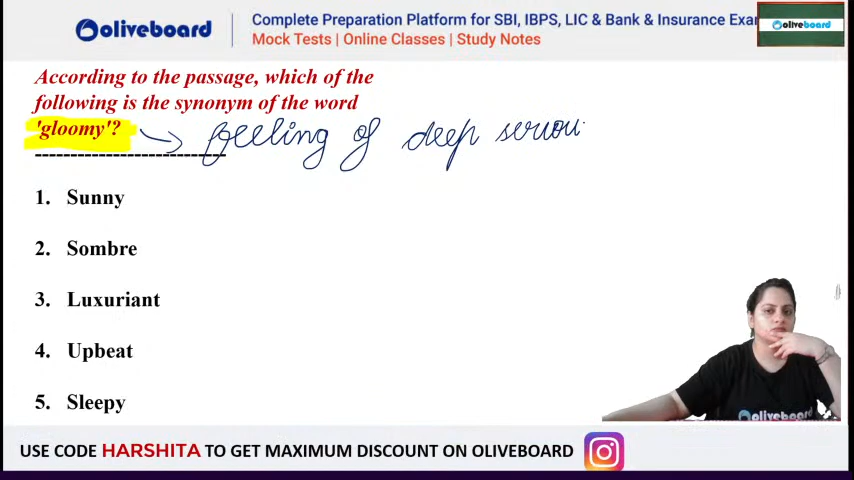 oliveboard
Complete Preparation Platform for SBI, IBPS, LIC & Bank & Insurance Exa
Mock Tests | Online Classes | Study Notes
oliveboard
According to the passage, which of the
following is the synonym of the word
'gloomy'?
feeling of deep seriou
---------------------------
1. Sunny
2. Sombre
3. Luxuriant
4. Upbeat
5. Sleepy
oliveboard
USE CODE HARSHITA TO GET MAXIMUM DISCOUNT ON OLIVEBOARD